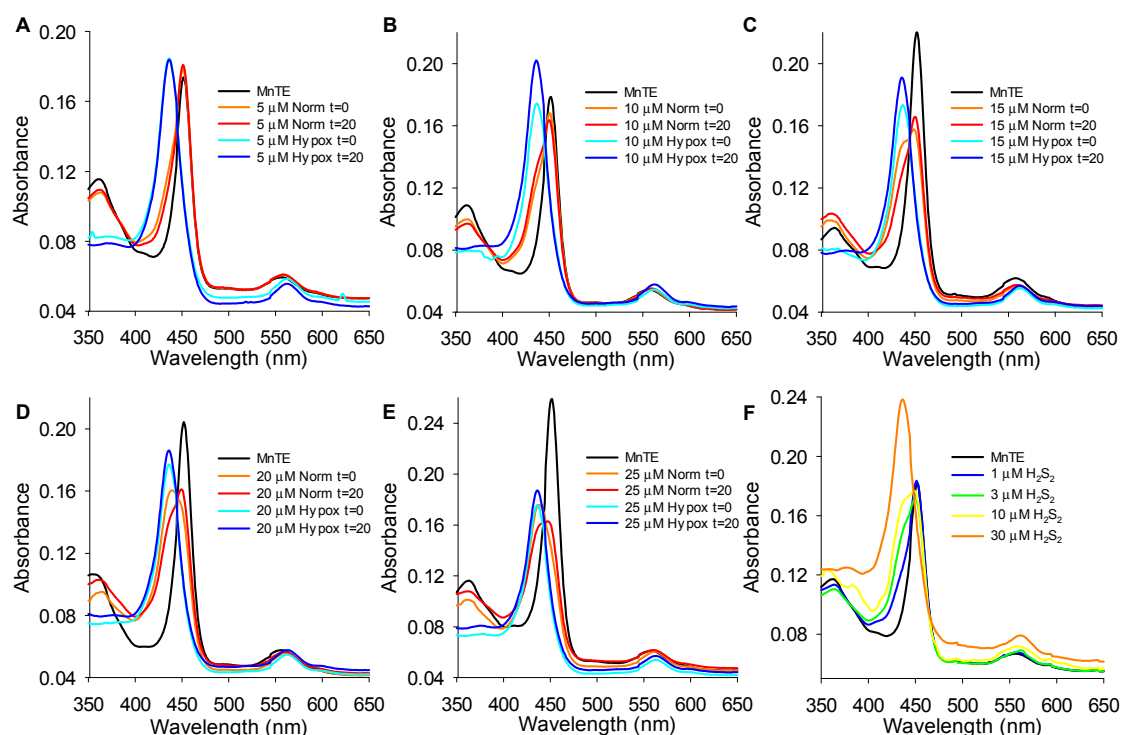 A
0.20
0.16
0.12
0.08
0.04
Absorbance
MnTE
5 μM Norm t=0
5 μM Norm t=20
5 μM Hypox t=0
5 μM Hypox t=20
350 400 450 500 550 600 650
Wavelength (nm)
B
0.20
0.16
0.12
0.08
0.04
Absorbance
MnTE
10 μM Norm t=0
10 μM Norm t=20
10 μM Hypox t=0
10 μM Hypox t=20
350 400 450 500 550 600 650
Wavelength (nm)
C
0.20
0.16
0.12
0.08
0.04
Absorbance
MnTE
15 μM Norm t=0
15 μM Norm t=20
15 μM Hypox t=0
15 μM Hypox t=20
350 400 450 500 550 600 650
Wavelength (nm)
D
0.20
0.16
0.12
0.08
0.04
Absorbance
MnTE
20 μM Norm t=0
20 μM Norm t=20
20 μM Hypox t=0
20 μM Hypox t=20
350 400 450 500 550 600 650
Wavelength (nm)
E
0.24
0.20
0.16
0.12
0.08
0.04
Absorbance
MnTE
25 μM Norm t=0
25 μM Norm t=20
25 μM Hypox t=0
25 μM Hypox t=20
350 400 450 500 550 600 650
Wavelength (nm)
F
0.24
0.20
0.16
0.12
0.08
0.04
Absorbance
MnTE
1 μM H₂S₂
3 μM H₂S₂
10 μM H₂S₂
30 μM H₂S₂
350 400 450 500 550 600 650
Wavelength (nm)